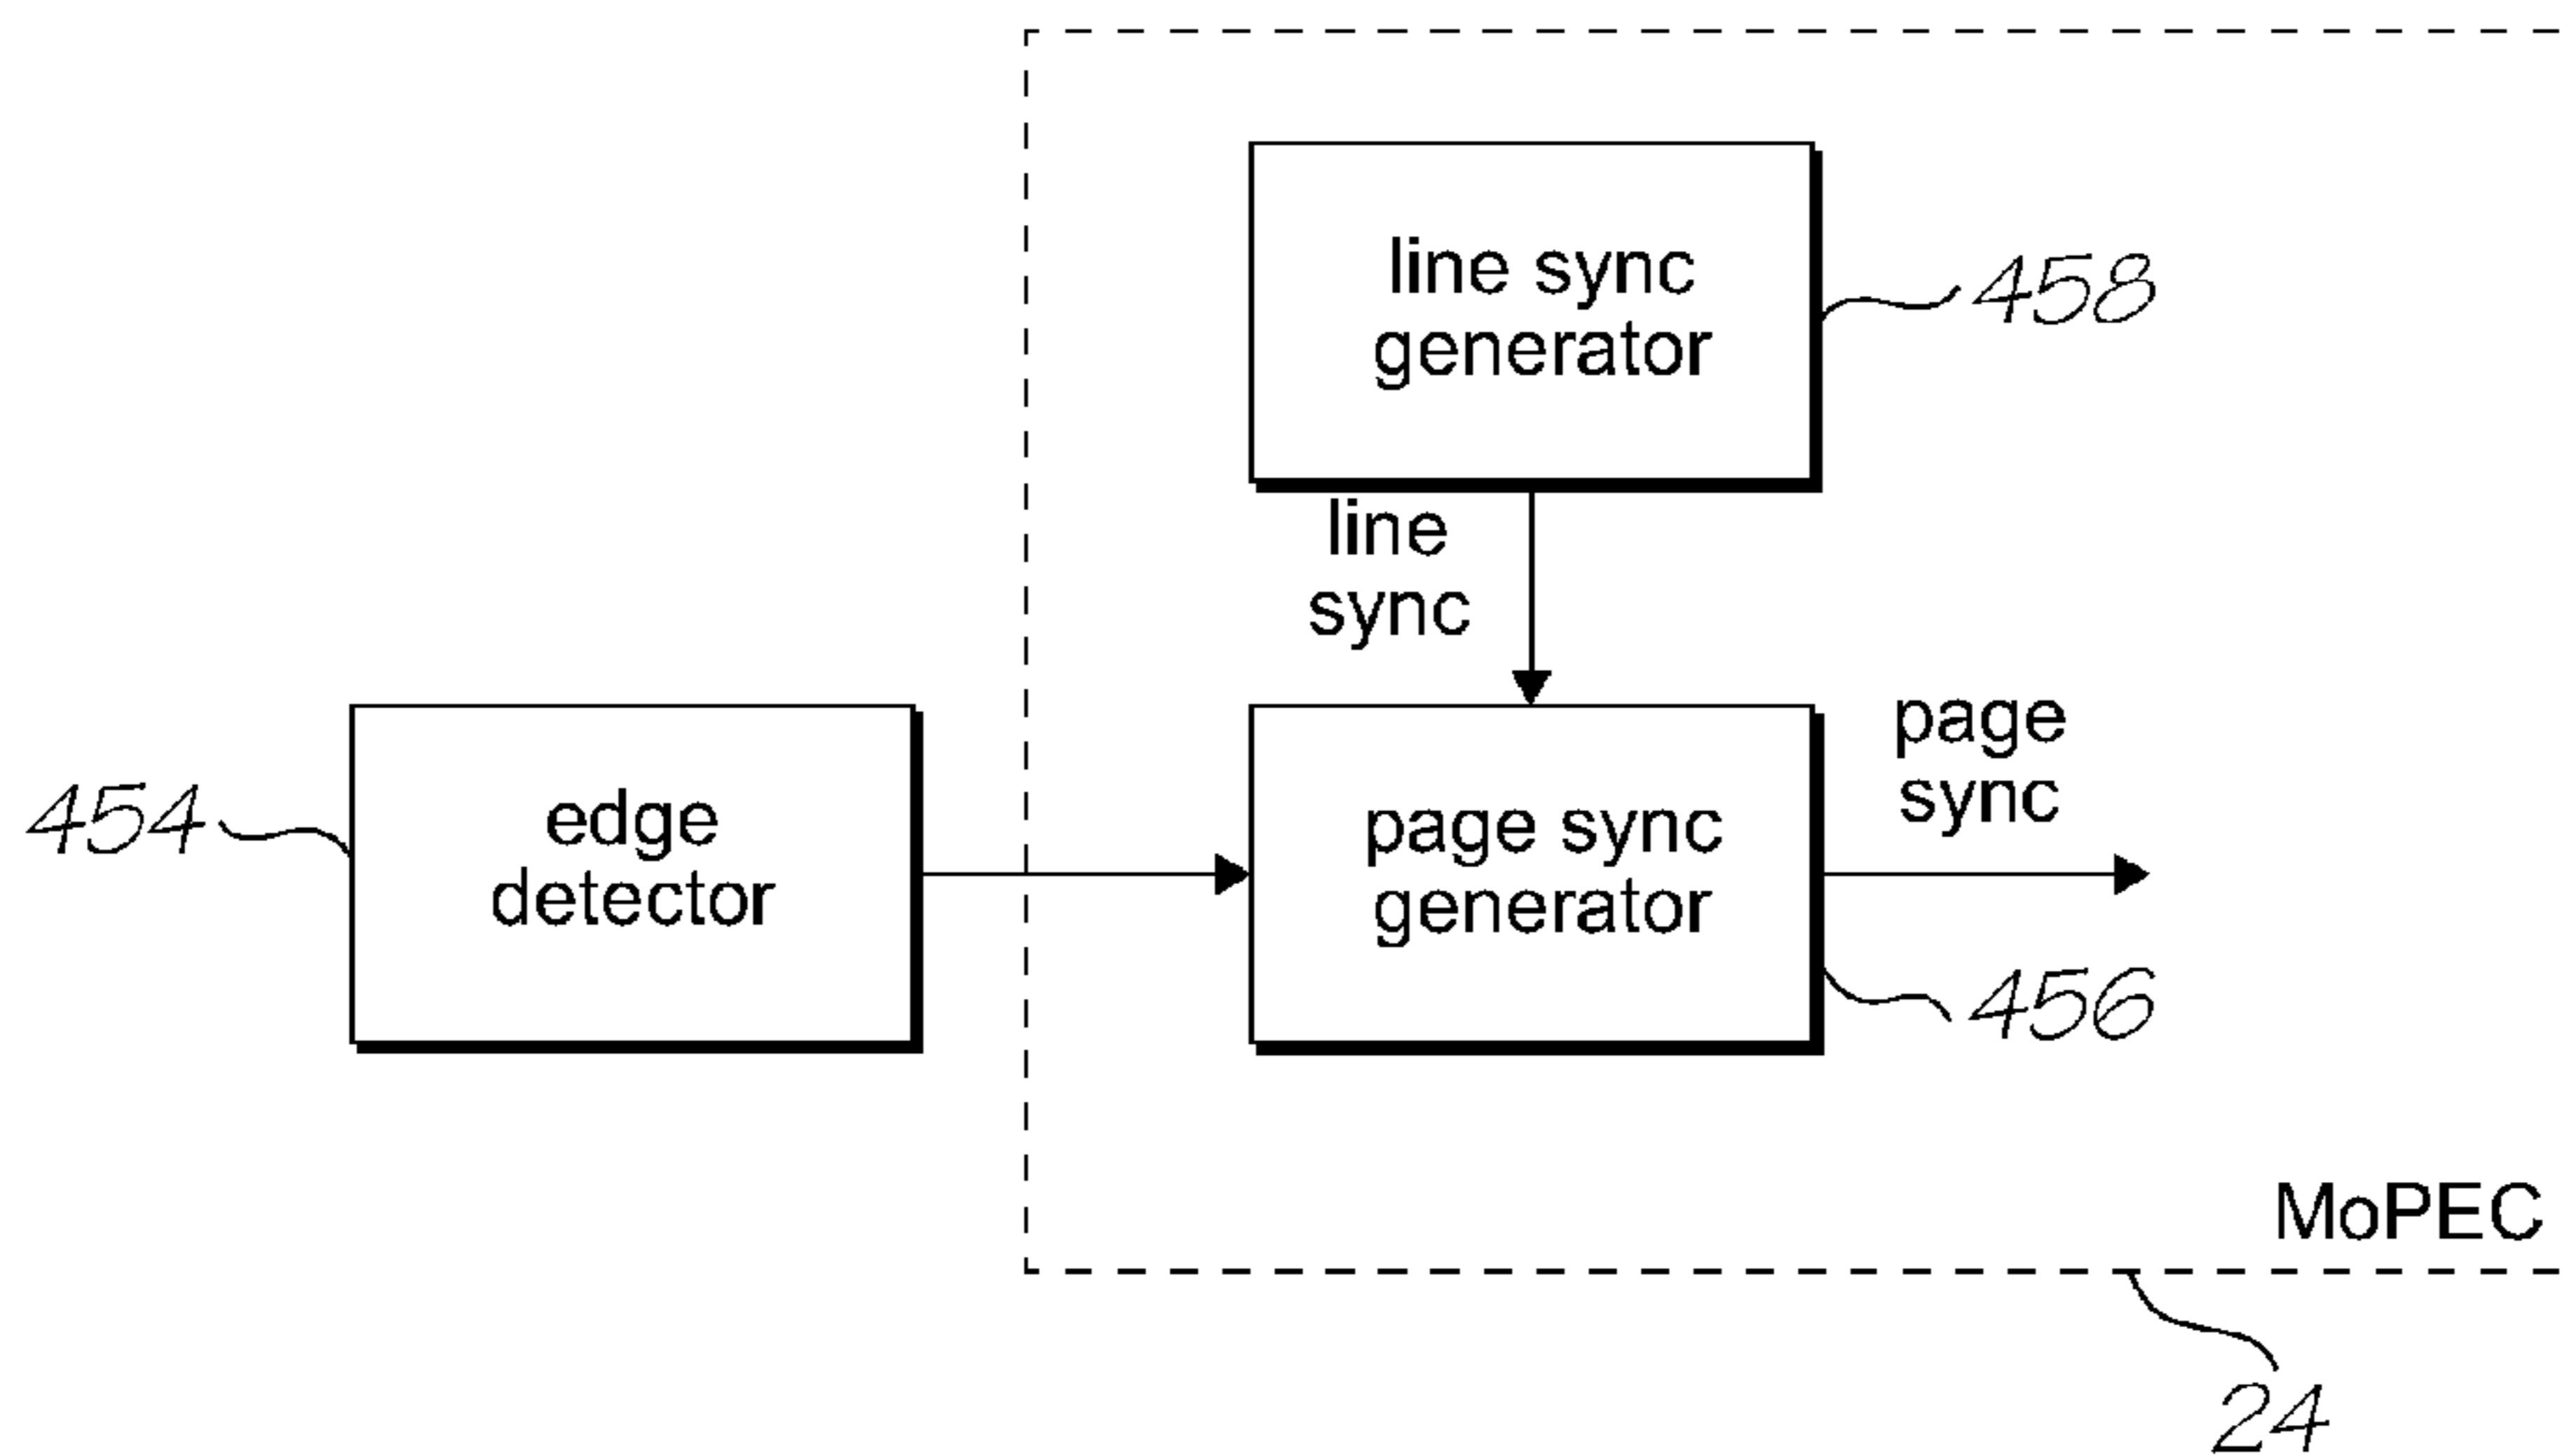 line sync
generator
458
line
sync
page
sync
454
edge
detector
page sync
generator
456
MoPEC
24